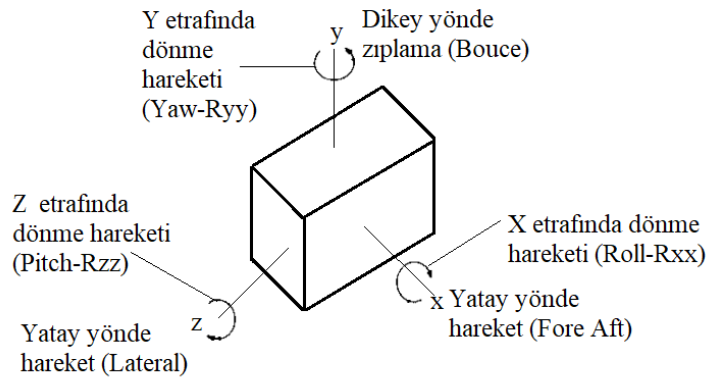 Y etrafında
dönme
hareketi
(Yaw-Ryy)
y
Dikey yönde
zıplama (Bouce)
Z etrafında
dönme hareketi
(Pitch-Rzz)
z
Yatay yönde
hareket (Lateral)
X etrafında dönme
hareketi (Roll-Rxx)
x
Yatay yönde
hareket (Fore Aft)